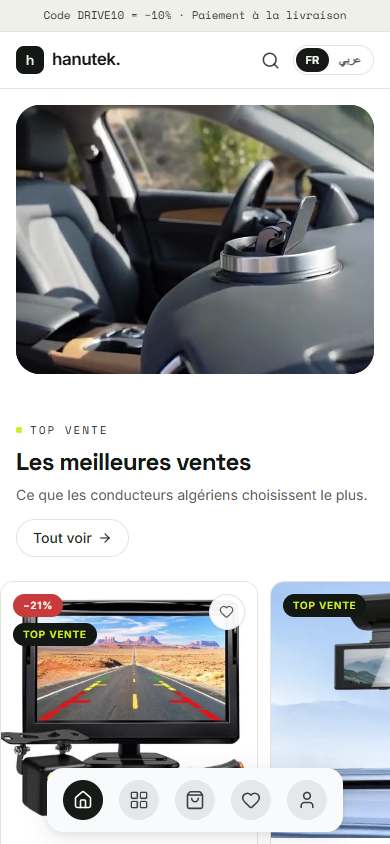 Code DRIVE10 = -10% · Paiement à la livraison
h hanutek. FR عربي
TOP VENTE
Les meilleures ventes
Ce que les conducteurs algériens choisissent le plus.
Tout voir →
−21%
TOP VENTE
TOP VENTE